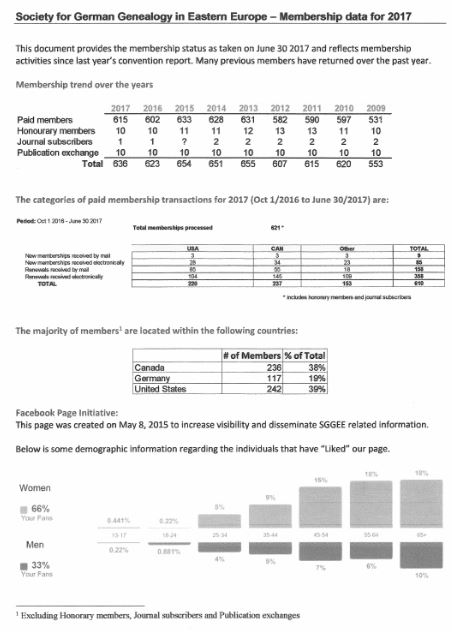 Society for German Genealogy in Eastern Europe – Membership data for 2017
This document provides the membership status as taken on June 30 2017 and reflects membership
activities since last year's convention report. Many previous members have returned over the past year.
Membership trend over the years
2017 2016 2015 2014 2013 2012 2011 2010 2009
Paid members 615 602 633 628 631 582 590 597 531
Honourary members 10 10 11 11 12 13 13 11 10
Journal subscribers 1 1 ? 2 2 2 2 2 2
Publication exchange 10 10 10 10 10 10 10 10 10
Total 636 623 654 651 655 607 615 620 553
The categories of paid membership transactions for 2017 (Oct 1/2016 to June 30/2017) are:
Period: Oct 1 2016 - June 30 2017
Total memberships processed 621*
USA CAN Other TOTAL
New memberships received by mail 3 3 3 9
New memberships received electronically 28 34 23 85
Renewals received by mail 85 55 18 158
Renewals received electronically 104 145 109 358
TOTAL 220 237 153 610
* includes honorary members and journal subscribers
The majority of members¹ are located within the following countries:
# of Members % of Total
Canada 236 38%
Germany 117 19%
United States 242 39%
Facebook Page Initiative:
This page was created on May 8, 2015 to increase visibility and disseminate SGGEE related information.
Below is some demographic information regarding the individuals that have "Liked" our page.
Women
66%
Your Fans
0.441% 0.22% 5% 9% 16% 18% 18%
13-17 18-24 25-34 35-44 45-54 55-64 65+
Men
33%
Your Fans
0.22% 0.881% 4% 5% 7% 6% 10%
¹ Excluding Honorary members, Journal subscribers and Publication exchanges